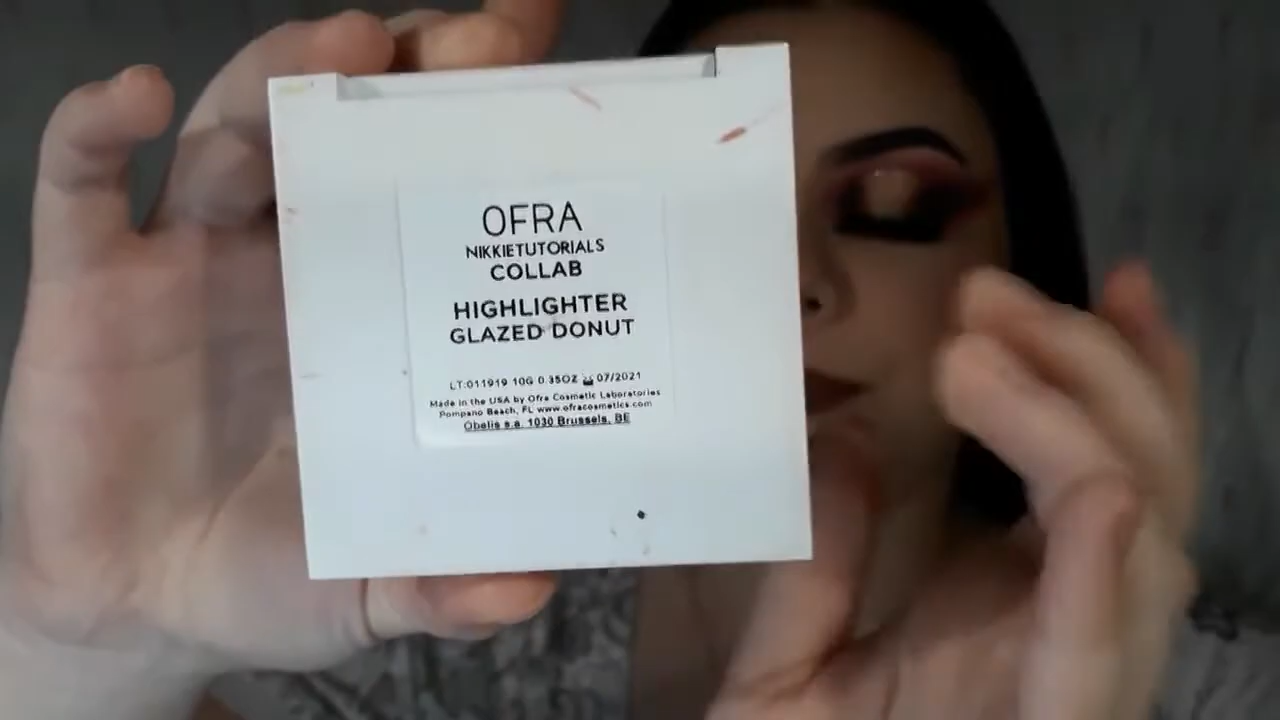 OFRA
NIKKIETUTORIALS
COLLAB
HIGHLIGHTER
GLAZED DONUT
LT:011919 10G 0.35OZ 07/2021
Made in the USA by Ofra Cosmetic Laboratories
Pompano Beach, FL www.ofracosmetics.com
Obelis s.a. 1030 Brussels, BE